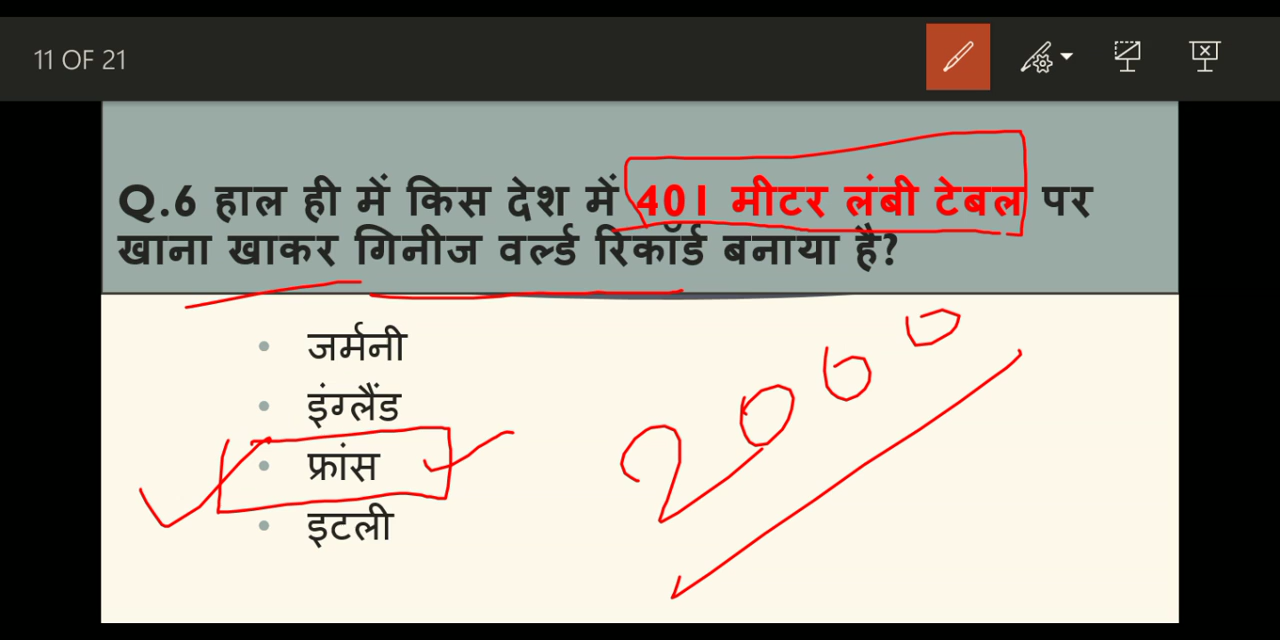 11 OF 21
Q.6 हाल ही में किस देश में 401 मीटर लंबी टेबल पर
खाना खाकर गिनीज वर्ल्ड रिकॉर्ड बनाया है?
• जर्मनी
• इंग्लैंड
• फ्रांस
• इटली
2000